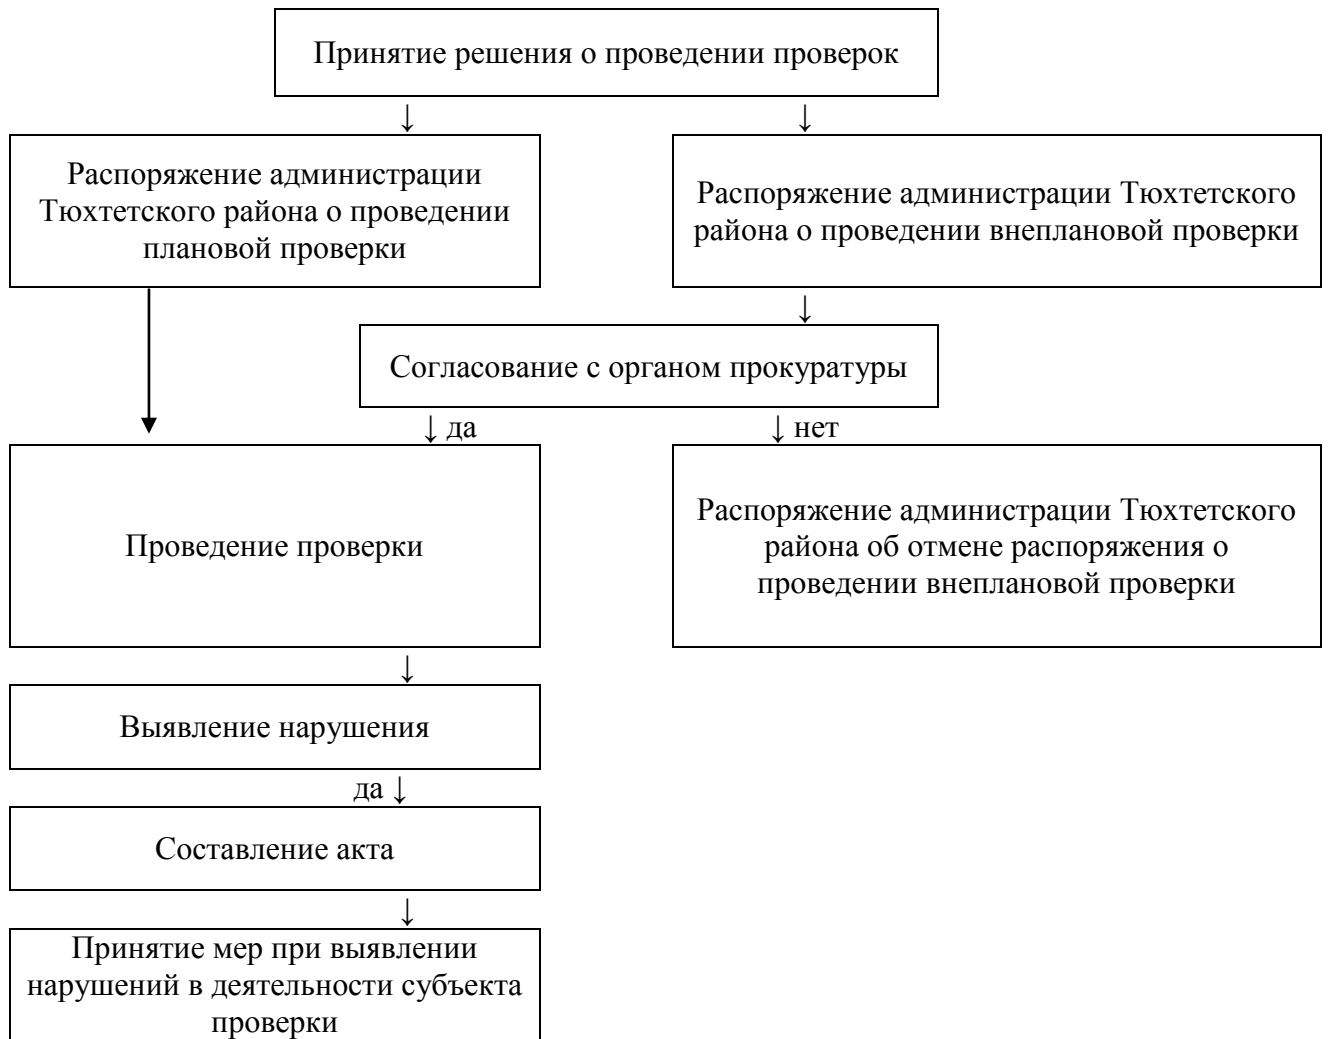 Принятие решения о проведении проверок
↓ ↓
Распоряжение администрации
Тюхтетского района о проведении
плановой проверки
Распоряжение администрации Тюхтетского
района о проведении внеплановой проверки
↓
Согласование с органом прокуратуры
↓ да ↓ нет
Проведение проверки
Распоряжение администрации Тюхтетского
района об отмене распоряжения о
проведении внеплановой проверки
↓
Выявление нарушения
да ↓
Составление акта
↓
Принятие мер при выявлении
нарушений в деятельности субъекта
проверки